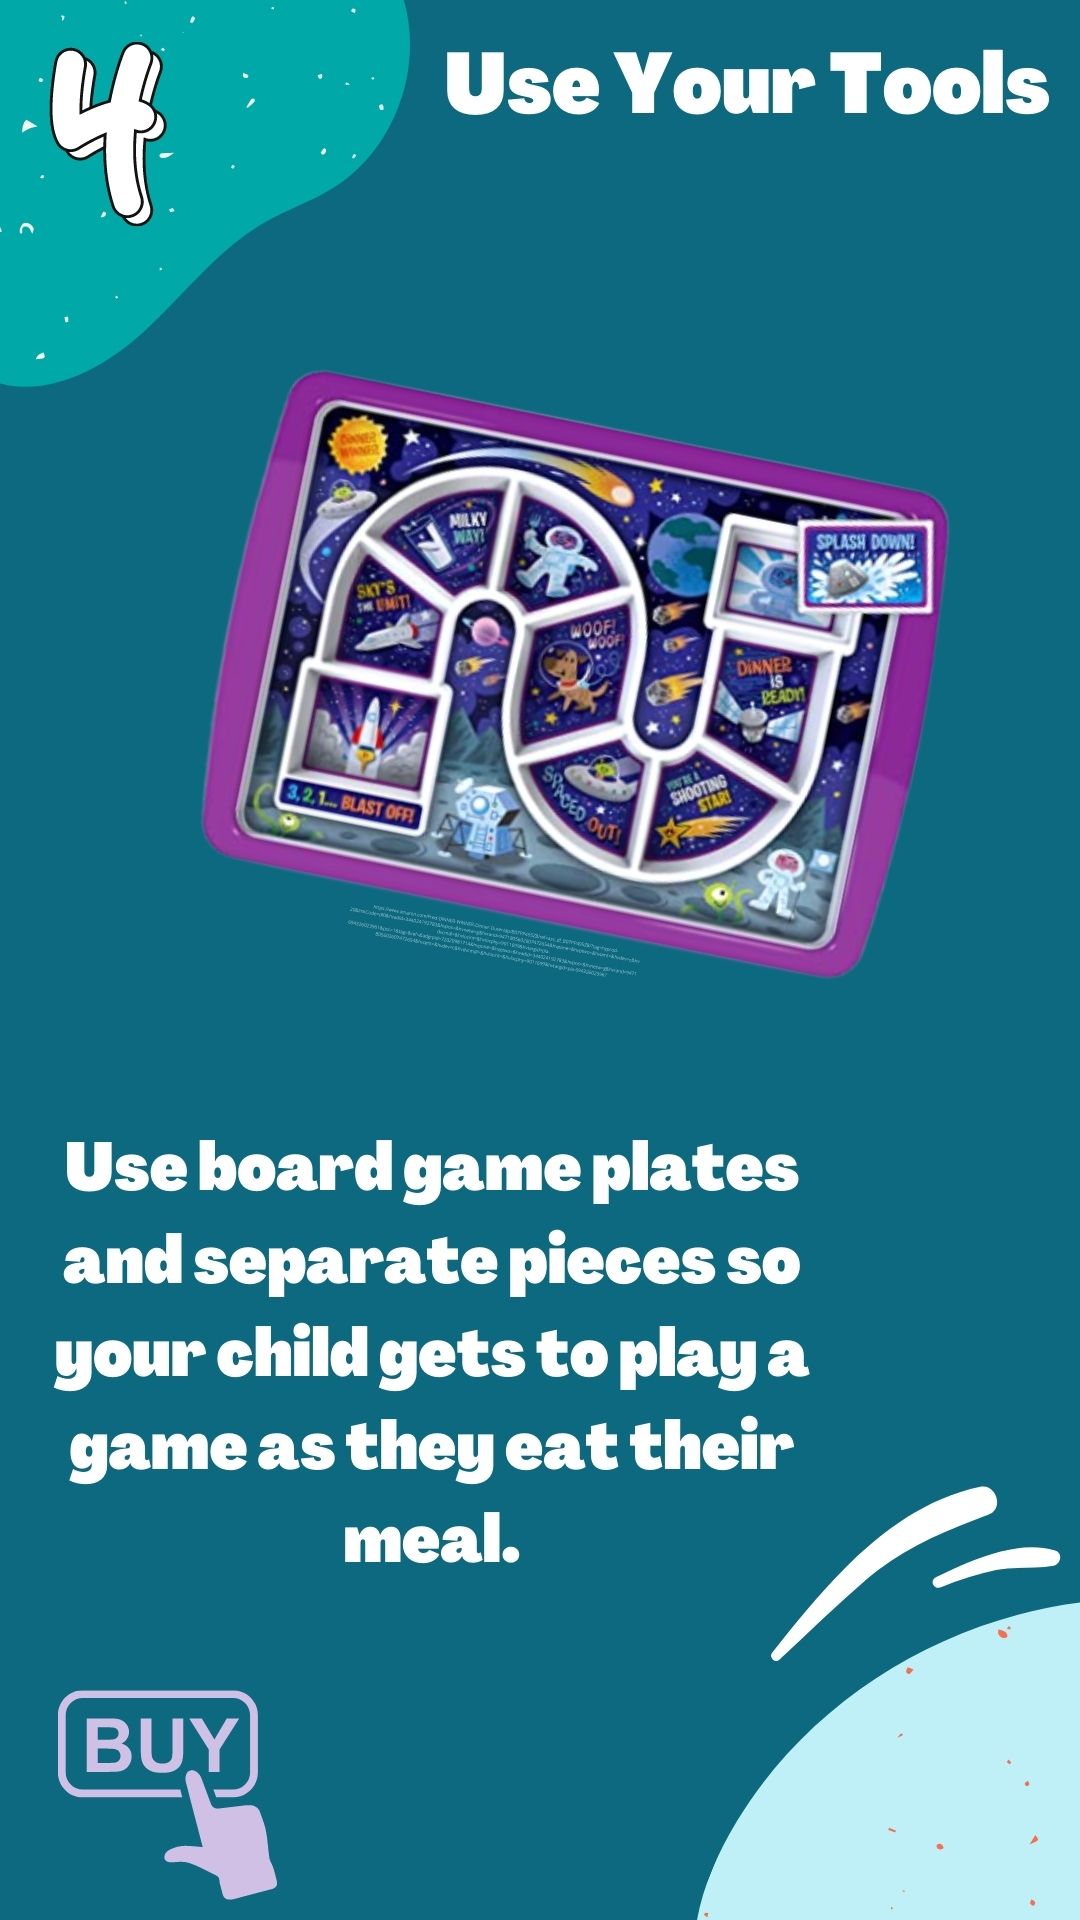 4
Use Your Tools
DINNER
WINNER!
MILKY
WAY!
SPLASH DOWN!
SKY'S
THE LIMIT!
WOOF!
WOOF!
DINNER
IS
READY!
SPACED OUT!
YOU'RE A
SHOOTING
STAR!
3, 2, 1... BLAST OFF!
Use board game plates
and separate pieces so
your child gets to play a
game as they eat their
meal.
BUY